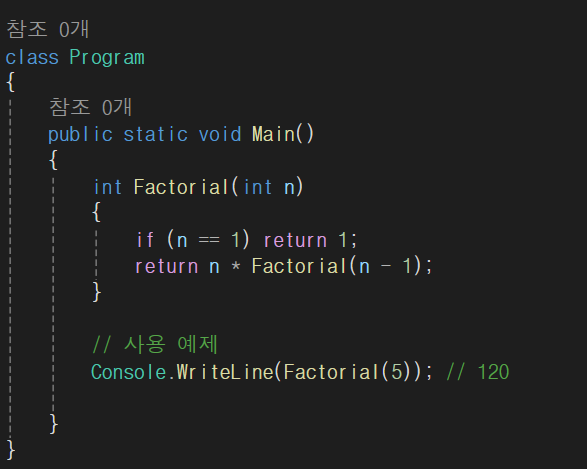 참조 0개
class Program
{
참조 0개
public static void Main()
{
int Factorial(int n)
{
if (n == 1) return 1;
return n * Factorial(n - 1);
}
// 사용 예제
Console.WriteLine(Factorial(5)); // 120
}
}